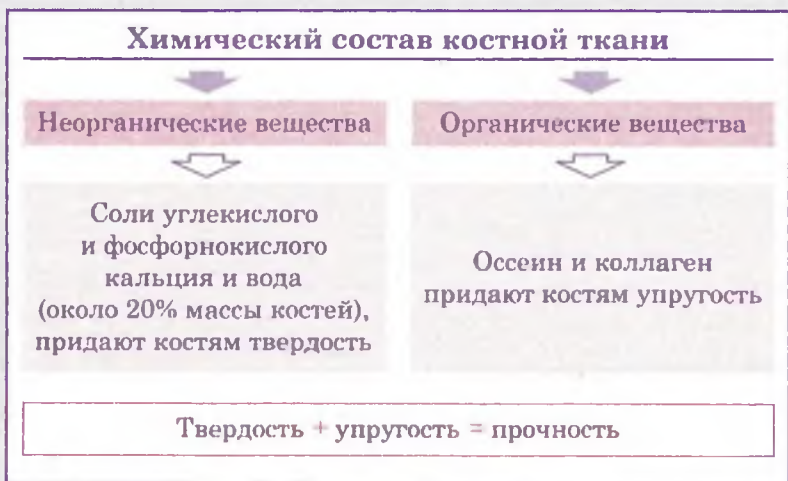 Химический состав костной ткани
Неорганические вещества
Органические вещества
Соли углекислого
и фосфорнокислого
кальция и вода
(около 20% массы костей),
придают костям твердость
Оссеин и коллаген
придают костям упругость
Твердость + упругость = прочность